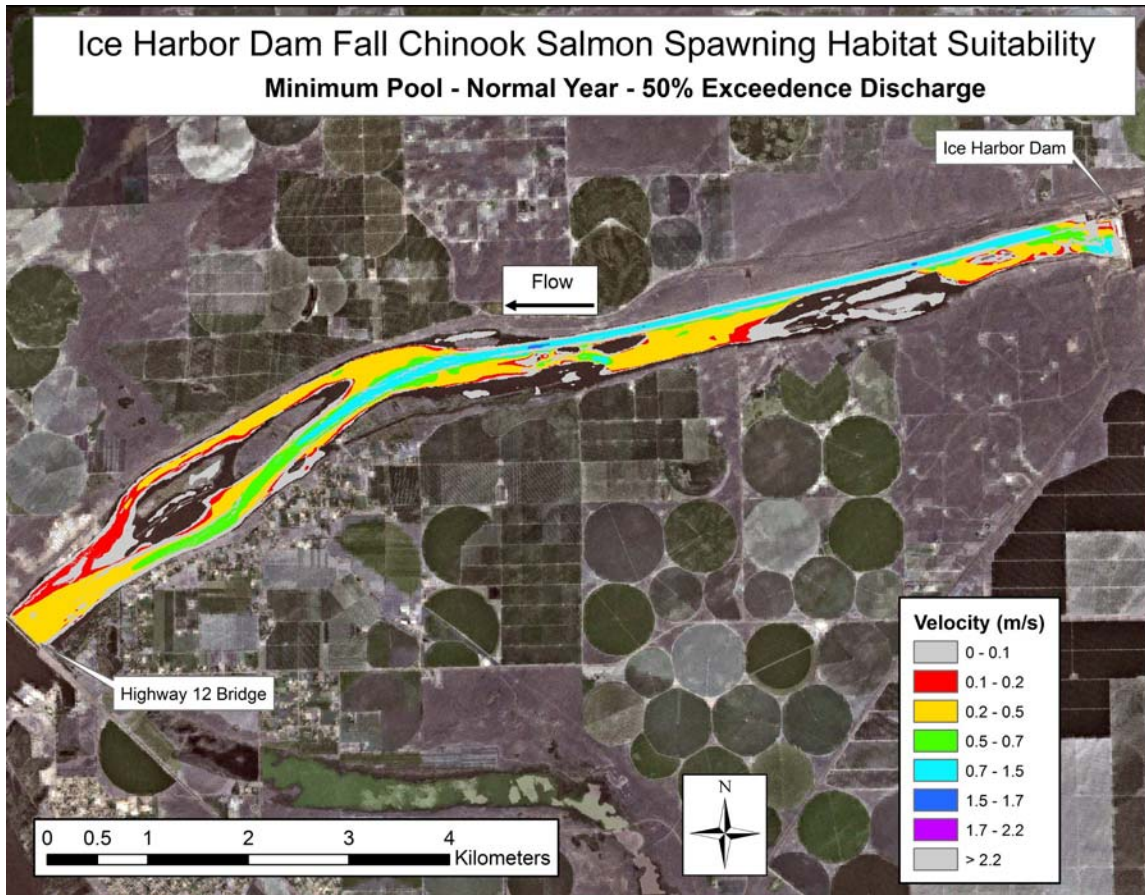 Ice Harbor Dam Fall Chinook Salmon Spawning Habitat Suitability
Minimum Pool - Normal Year - 50% Exceedence Discharge
Ice Harbor Dam
Flow
Highway 12 Bridge
Velocity (m/s)
0 - 0.1
0.1 - 0.2
0.2 - 0.5
0.5 - 0.7
0.7 - 1.5
1.5 - 1.7
1.7 - 2.2
> 2.2
N
0 0.5 1 2 3 4
Kilometers